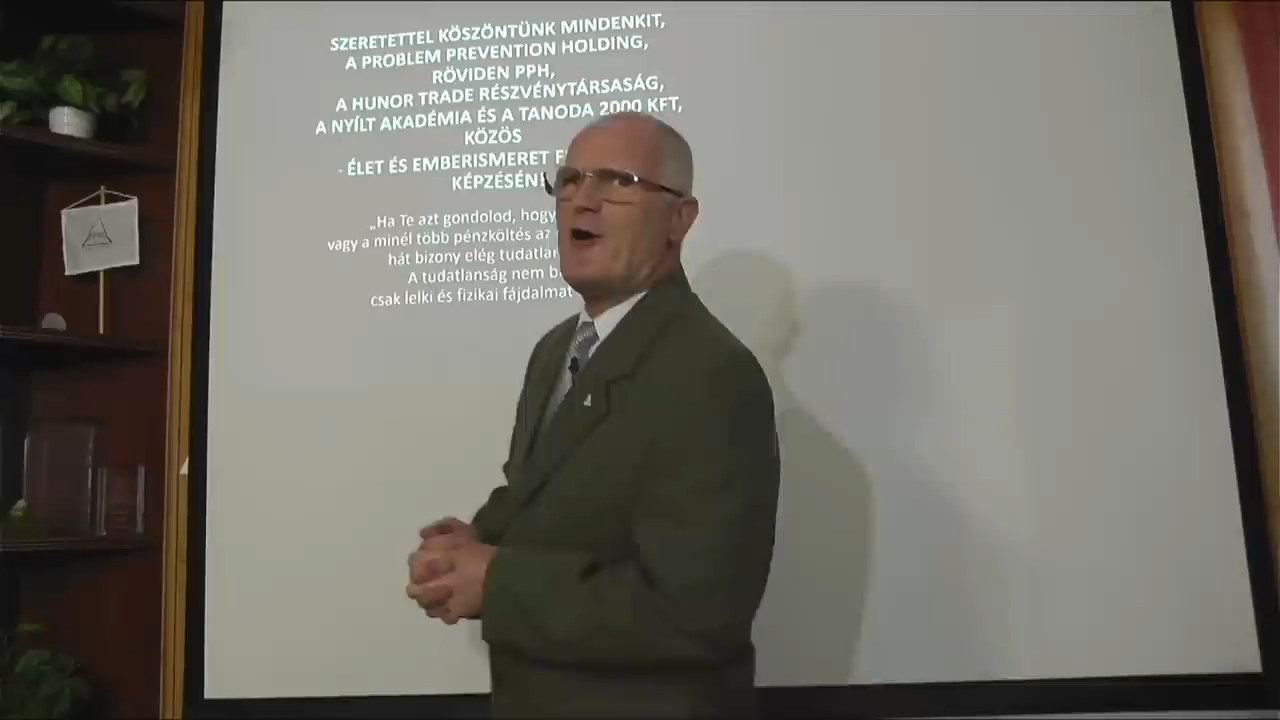 SZERETETTEL KÖSZÖNTÜNK MINDENKIT,
A PROBLEM PREVENTION HOLDING,
RÖVIDEN PPH,
A HUNOR TRADE RÉSZVÉNYTÁRSASÁG,
A NYÍLT AKADÉMIA ÉS A TANODA 2000 KFT,
KÖZÖS
- ÉLET ÉS EMBERISMERET
KÉPZÉSÉN!
„Ha Te azt gondolod, hogy
vagy a minél több pénzköltés az
hát bizony elég
A tudatlanság nem
csak lelki és fizikai fájdalmat